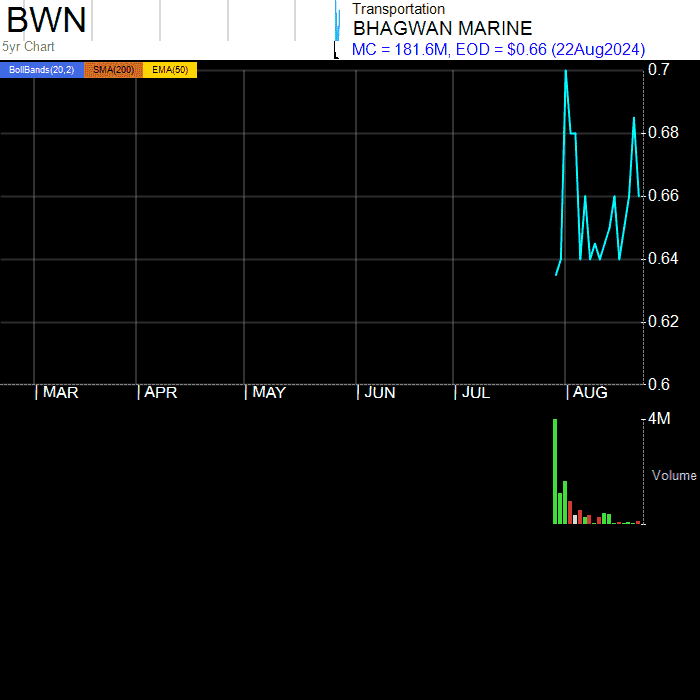 BWN
5yr Chart
Transportation
BHAGWAN MARINE
MC = 181.6M, EOD = $0.66 (22Aug2024)
BollBands(20,2) SMA(200) EMA(50)
0.7
0.68
0.66
0.64
0.62
0.6
| MAR | APR | MAY | JUN | JUL | AUG
4M
Volume